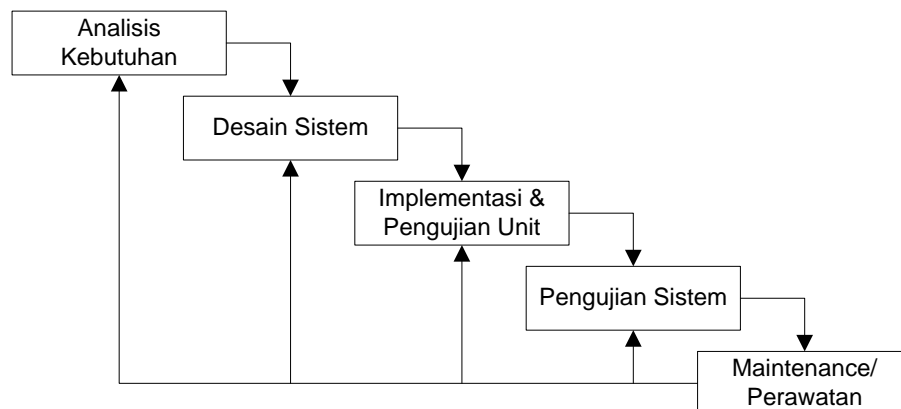 Analisis
Kebutuhan
Desain Sistem
Implementasi &
Pengujian Unit
Pengujian Sistem
Maintenance/
Perawatan